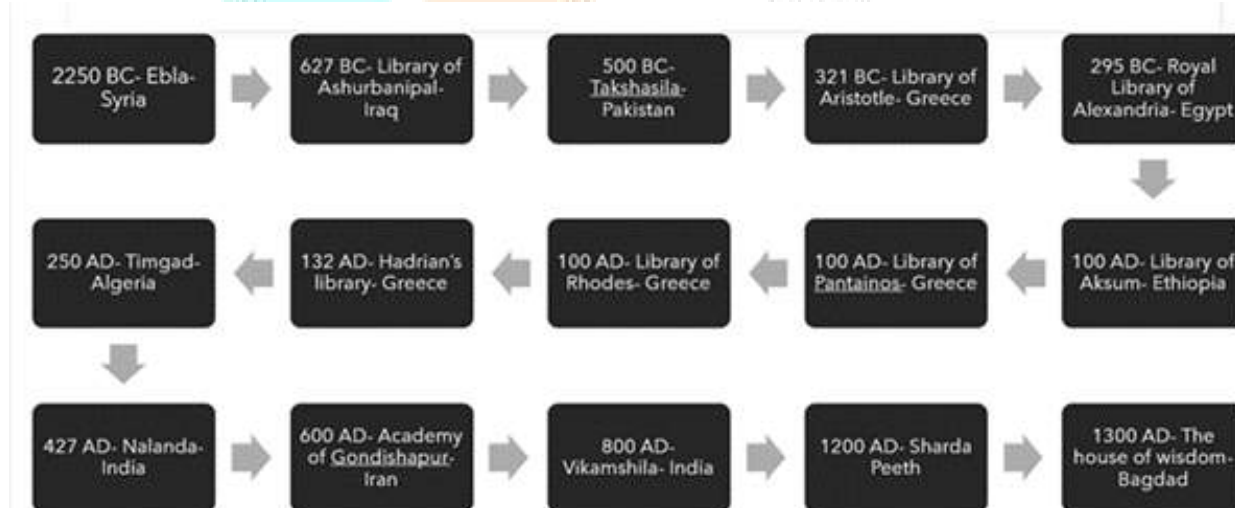 2250 BC- Ebla-
Syria
627 BC- Library of
Ashurbanipal-
Iraq
500 BC-
Takshasila-
Pakistan
321 BC- Library of
Aristotle- Greece
295 BC- Royal
Library of
Alexandria- Egypt
100 AD- Library of
Aksum- Ethiopia
100 AD- Library of
Pantainos- Greece
100 AD- Library of
Rhodes- Greece
132 AD- Hadrian's
library- Greece
250 AD- Timgad-
Algeria
427 AD- Nalanda-
India
600 AD- Academy
of Gondishapur-
Iran
800 AD-
Vikamshila- India
1200 AD- Sharda
Peeth
1300 AD- The
house of wisdom-
Bagdad